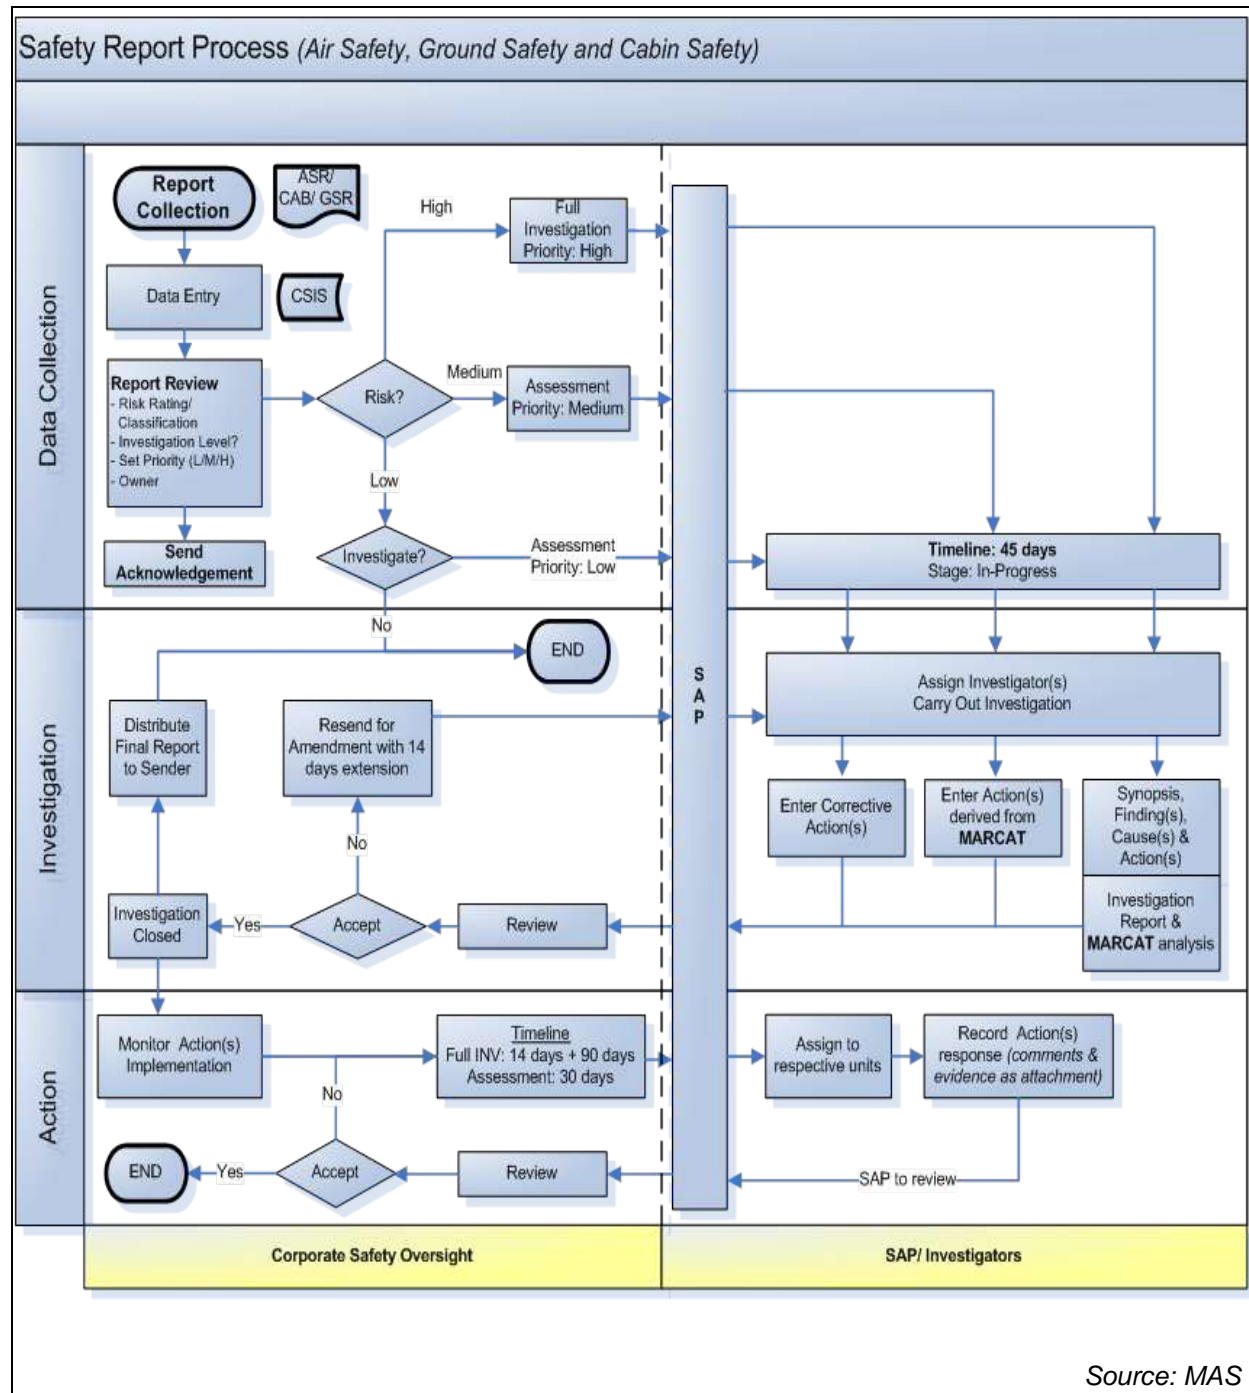 Safety Report Process (Air Safety, Ground Safety and Cabin Safety)
Data Collection
Report
Collection
ASR/
CAB/ GSR
High
Full
Investigation
Priority: High
Data Entry
CSIS
Report Review
- Risk Rating/
Classification
- Investigation Level?
- Set Priority (L/M/H)
- Owner
Risk?
Medium
Assessment
Priority: Medium
Low
Send
Acknowledgement
Investigate?
Assessment
Priority: Low
Timeline: 45 days
Stage: In-Progress
Investigation
No
END
S
A
P
Assign Investigator(s)
Carry Out Investigation
Distribute
Final Report
to Sender
Resend for
Amendment with 14
days extension
Enter Corrective
Action(s)
Enter Action(s)
derived from
MARCAT
Synopsis,
Finding(s),
Cause(s) &
Action(s)
No
Investigation
Closed
Yes
Accept
Review
Investigation
Report &
MARCAT analysis
Action
Monitor Action(s)
Implementation
Timeline
Full INV: 14 days + 90 days
Assessment: 30 days
Assign to
respective units
Record Action(s)
response (comments &
evidence as attachment)
No
END
Yes
Accept
Review
SAP to review
Corporate Safety Oversight
SAP/ Investigators
Source: MAS